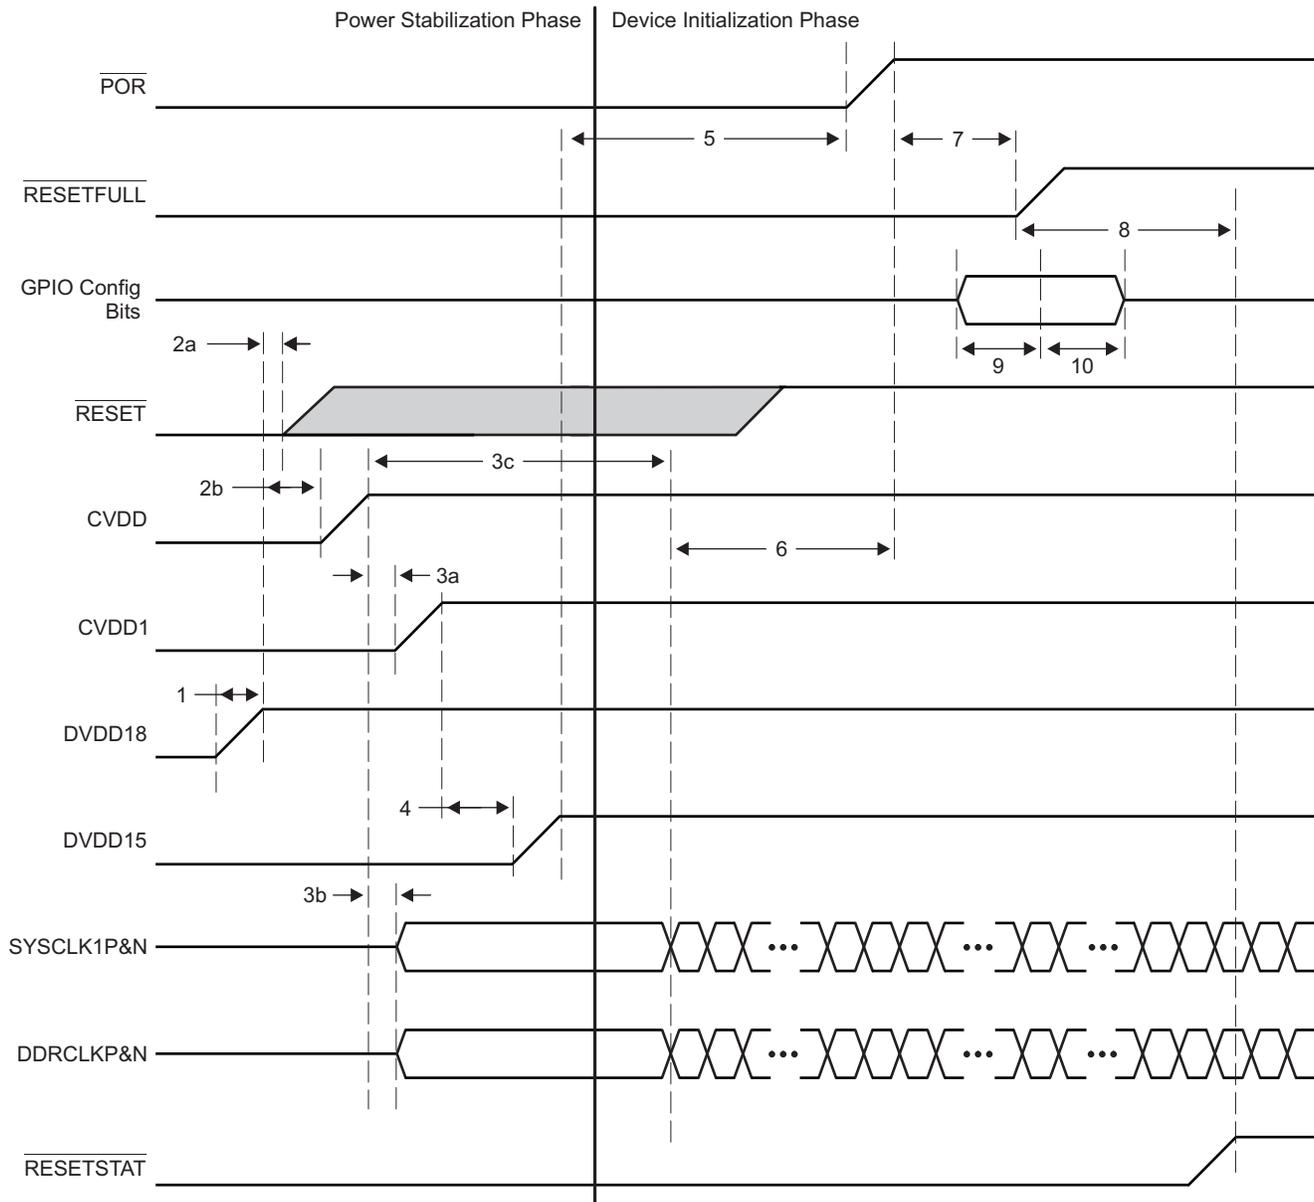 Power Stabilization Phase
Device Initialization Phase
POR
5
7
RESETFULL
8
GPIO Config
Bits
2a
9
10
RESET
3c
2b
CVDD
6
3a
CVDD1
1
DVDD18
4
DVDD15
3b
SYSCLK1P&N
DDRCLKP&N
RESETSTAT